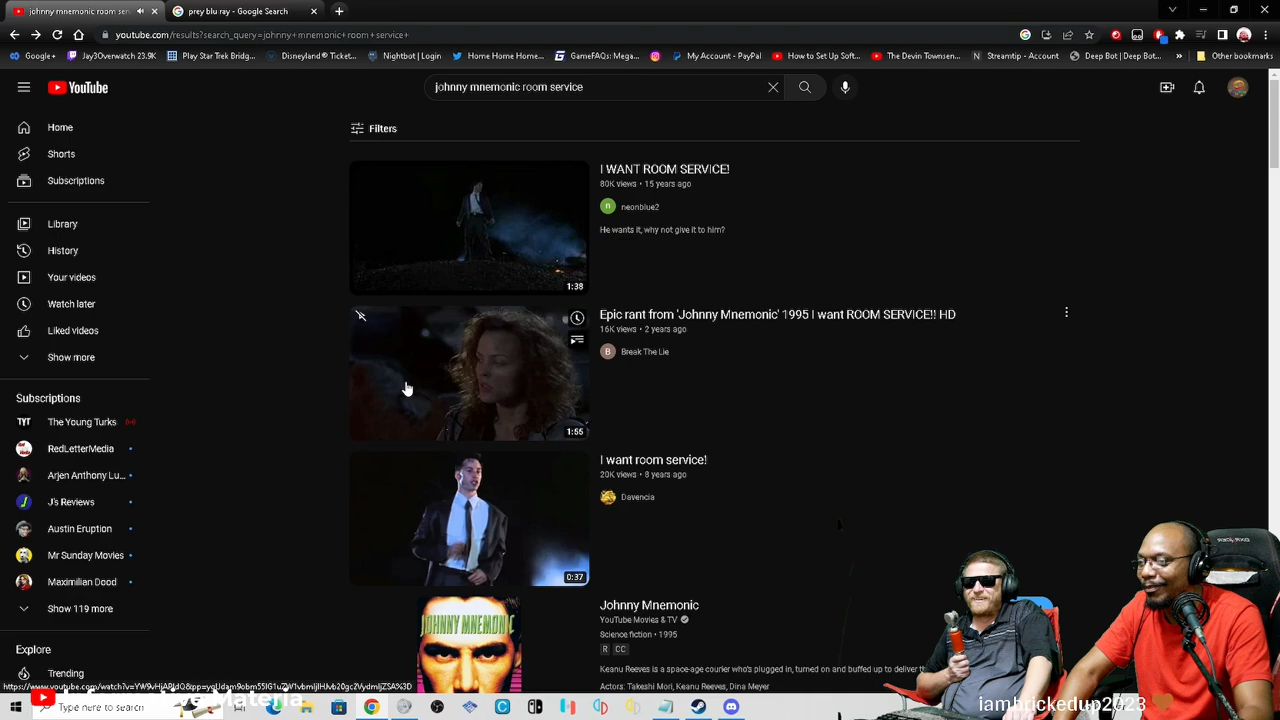 johnny mnemonic room ser
prey blu ray - Google Search
youtube.com/results?search_query=johnny+mnemonic+room+service+
Google+
Jay3Overwatch 23.9K
Play Star Trek Bridg...
Disneyland® Ticket...
Nightbot | Login
Home Home Home...
GameFAQs: Mega...
My Account - PayPal
How to Set Up Soft...
The Devin Townsen...
Streamtip - Account
Deep Bot | Deep Bot...
Other bookmarks
YouTube
johnny mnemonic room service
Home
Shorts
Subscriptions
Library
History
Your videos
Watch later
Liked videos
Show more
Subscriptions
The Young Turks
RedLetterMedia
Arjen Anthony Lu...
J's Reviews
Austin Eruption
Mr Sunday Movies
Maximilian Dood
Show 119 more
Explore
Trending
Filters
1:38
I WANT ROOM SERVICE!
80K views • 15 years ago
neonblue2
He wants it, why not give it to him?
1:55
Epic rant from 'Johnny Mnemonic' 1995 I want ROOM SERVICE!! HD
16K views • 2 years ago
B Break The Lie
0:37
I want room service!
20K views • 8 years ago
Davencia
JOHNNY MNEMONIC
Johnny Mnemonic
YouTube Movies & TV
Science fiction • 1995
R CC
Keanu Reeves is a space-age courier who's plugged in, turned on and buffed up to deliver th
Actors: Takeshi Mori, Keanu Reeves, Dina Meyer
Type here to search
iambrickedup2023